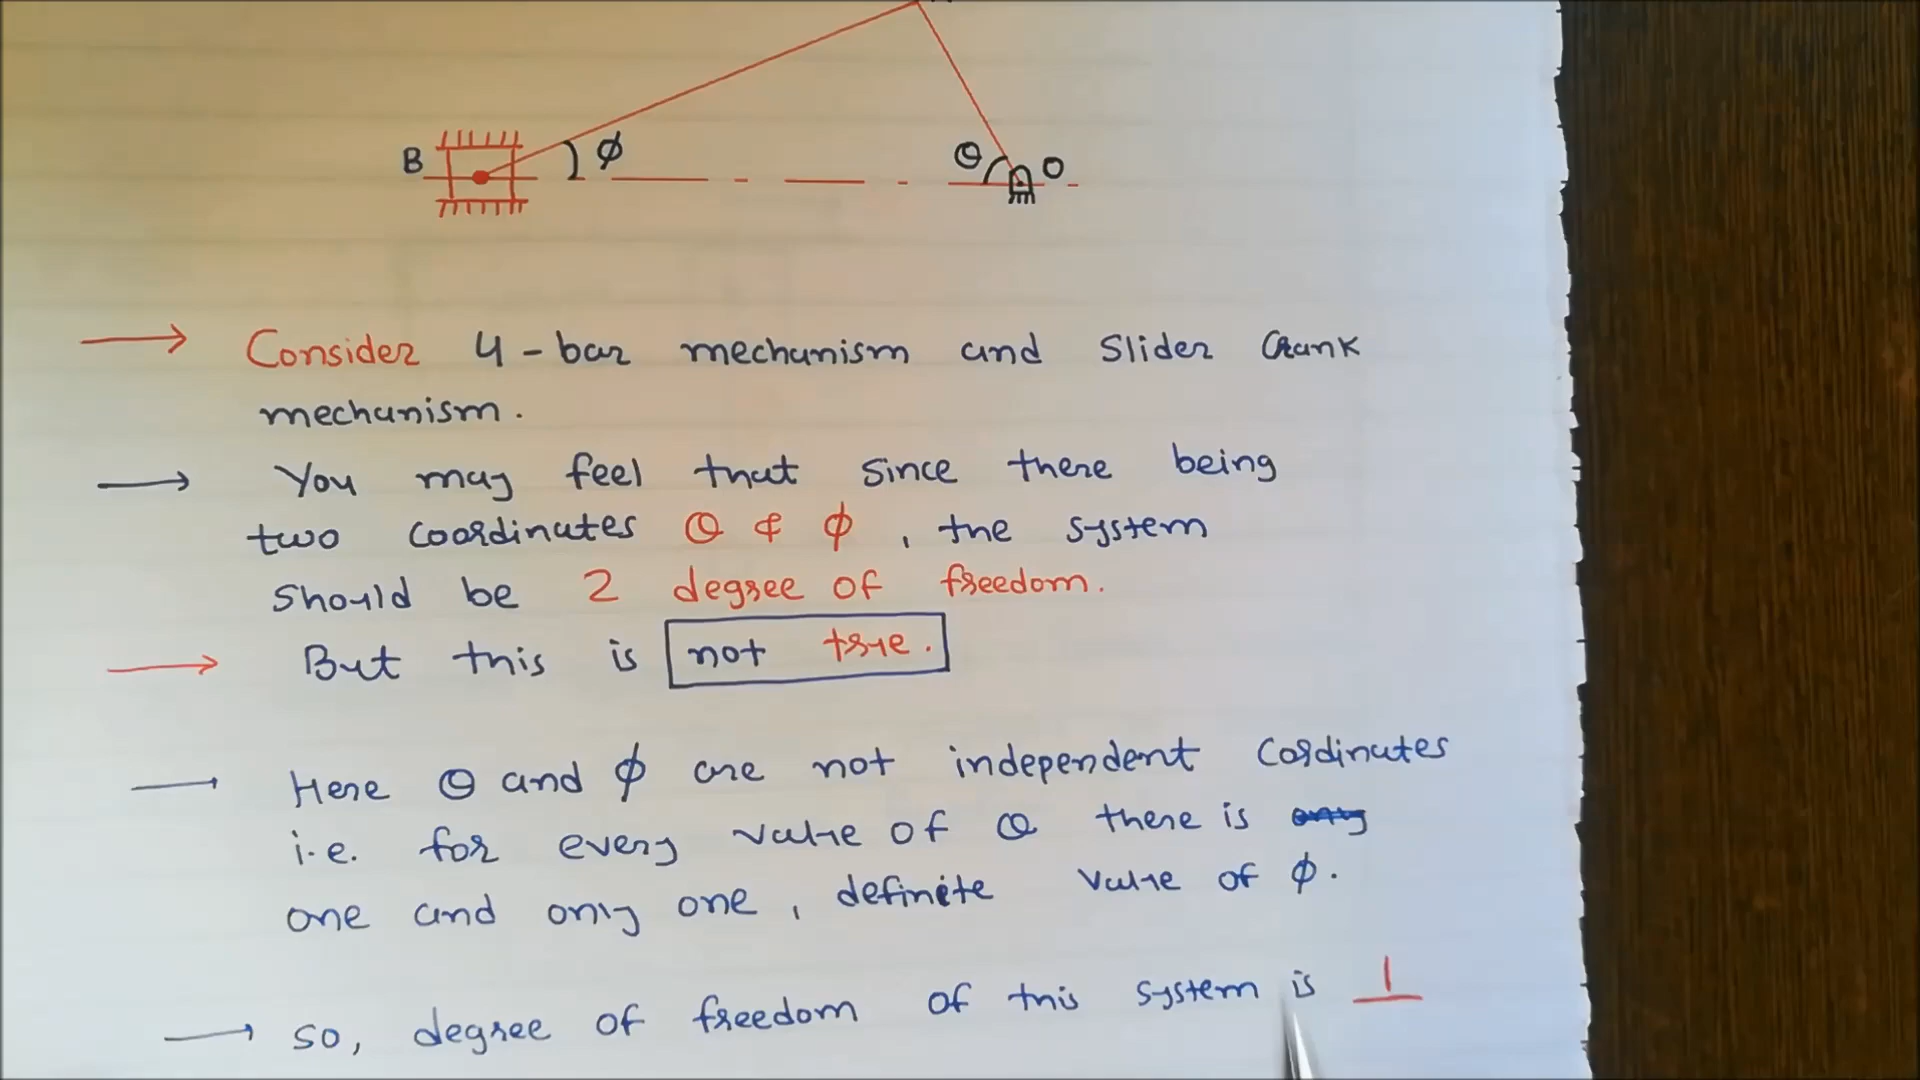 B ϕ θ O
Consider 4-bar mechanism and Slider Crank
mechanism.
You may feel that since there being
two coordinates θ & ϕ, the system
should be 2 degree of freedom.
But this is not true.
Here θ and ϕ are not independent Cordinates
i.e. for every value of θ there is only
one and only one, definite value of ϕ.
So, degree of freedom of this system is 1